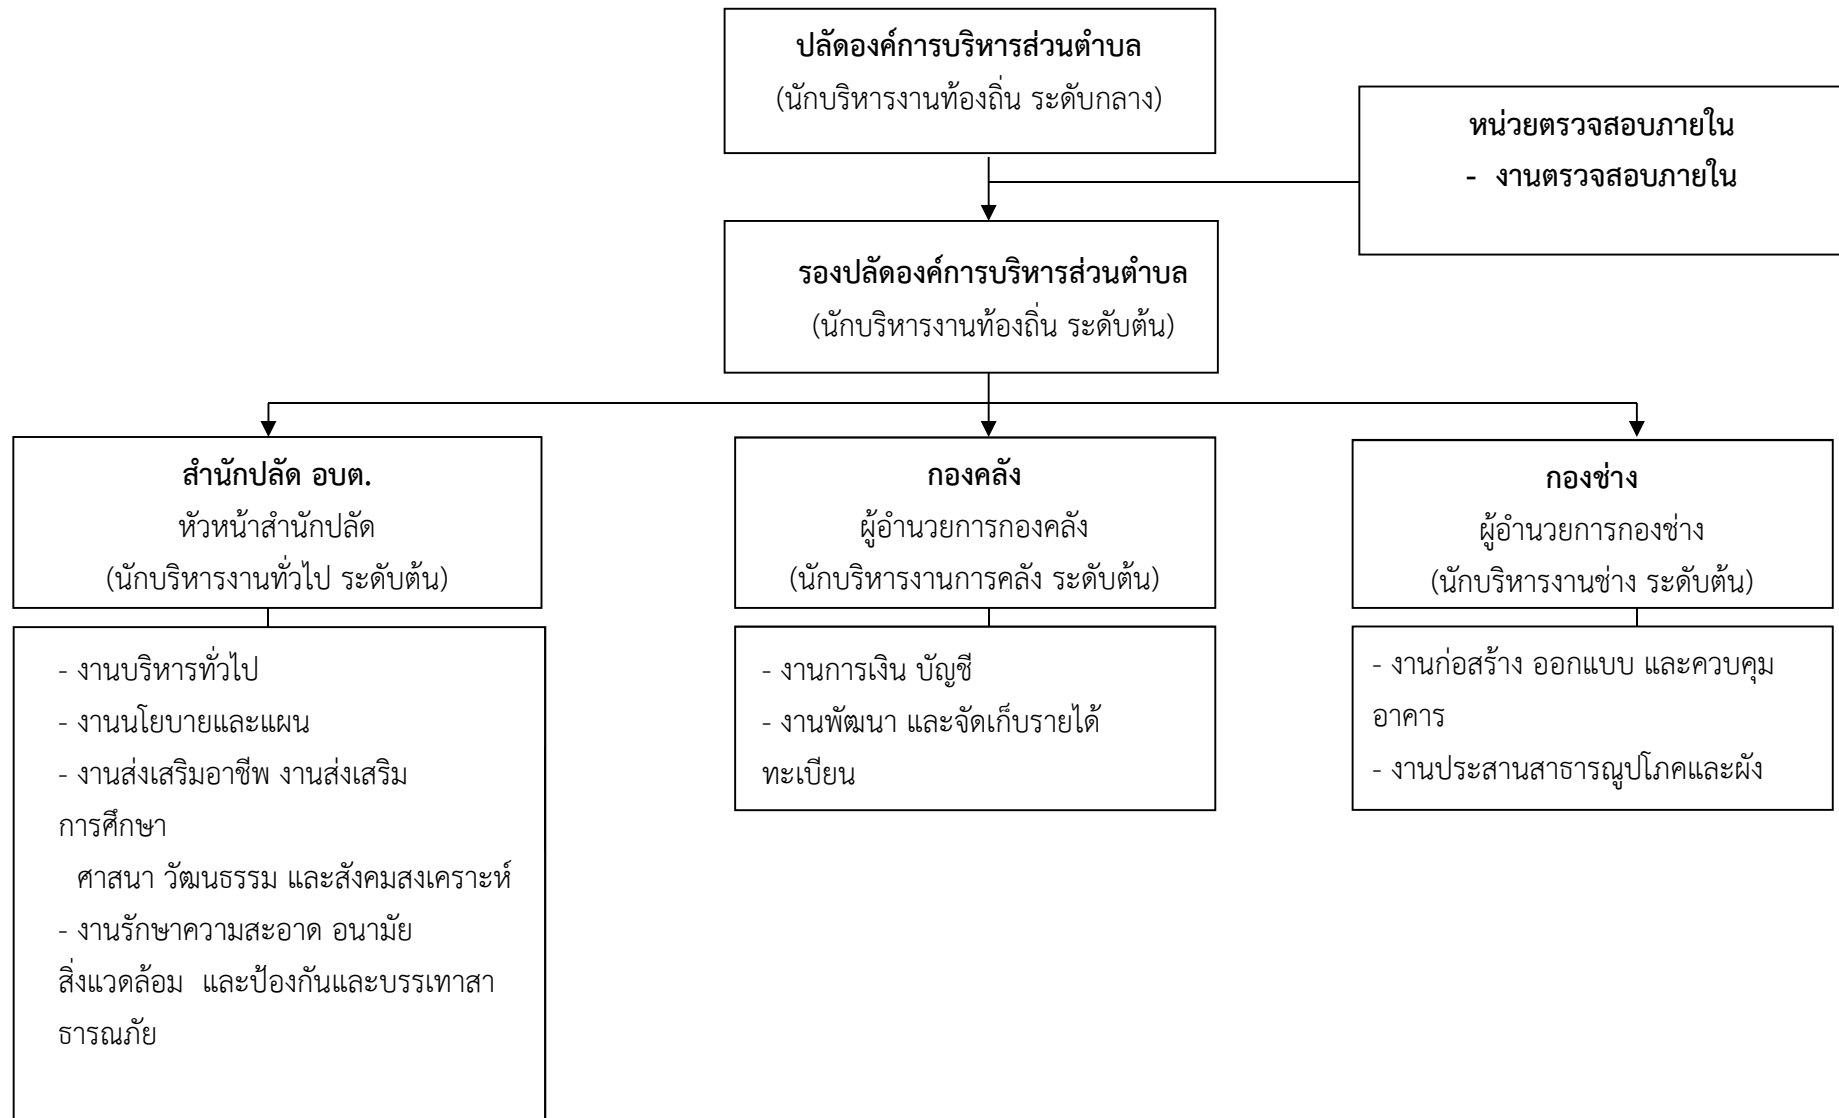 ปลัดองค์การบริหารส่วนตำบล
(นักบริหารงานท้องถิ่น ระดับกลาง)
หน่วยตรวจสอบภายใน
- งานตรวจสอบภายใน
รองปลัดองค์การบริหารส่วนตำบล
(นักบริหารงานท้องถิ่น ระดับต้น)
สำนักปลัด อบต.
หัวหน้าสำนักปลัด
(นักบริหารงานทั่วไป ระดับต้น)
กองคลัง
ผู้อำนวยการกองคลัง
(นักบริหารงานการคลัง ระดับต้น)
กองช่าง
ผู้อำนวยการกองช่าง
(นักบริหารงานช่าง ระดับต้น)
- งานบริหารทั่วไป
- งานนโยบายและแผน
- งานส่งเสริมอาชีพ งานส่งเสริม
การศึกษา
ศาสนา วัฒนธรรม และสังคมสงเคราะห์
- งานรักษาความสะอาด อนามัย
สิ่งแวดล้อม และป้องกันและบรรเทาสา
ธารณภัย
- งานการเงิน บัญชี
- งานพัฒนา และจัดเก็บรายได้
ทะเบียน
- งานก่อสร้าง ออกแบบ และควบคุม
อาคาร
- งานประสานสาธารณูปโภคและผัง